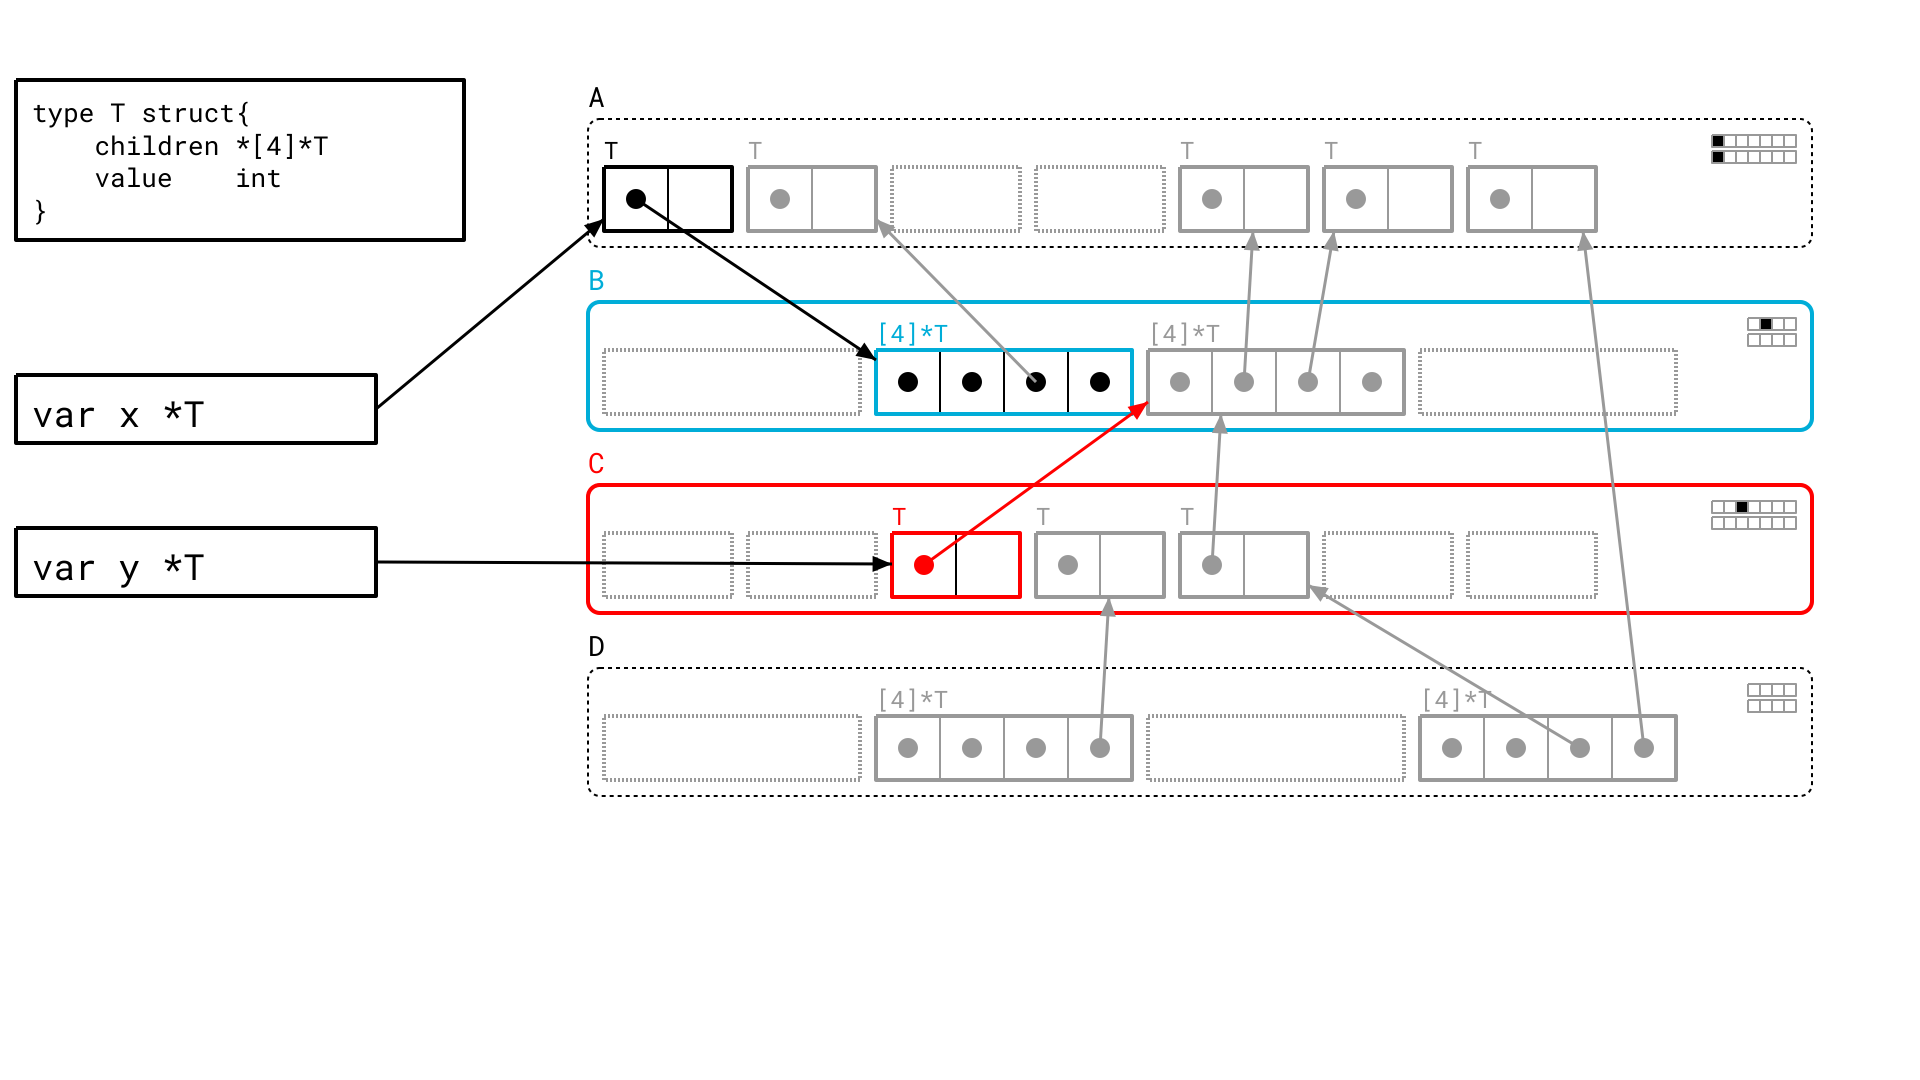 type T struct{
    children *[4]*T
    value    int
}
var x *T
var y *T
A
T T T T T
B
[4]*T [4]*T
C
T T T
D
[4]*T [4]*T